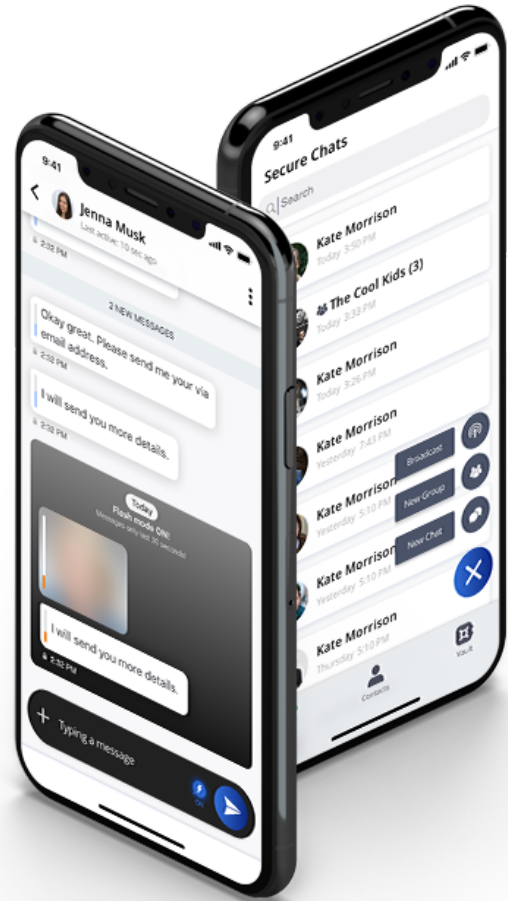 9:41
Jenna Musk
Last active: 10 sec ago
2:32 PM
2 NEW MESSAGES
Okay great. Please send me your via
email address.
2:32 PM
I will send you more details.
2:32 PM
Today
Flash mode ON!
Messages only last 30 seconds!
I will send you more details.
2:32 PM
Typing a message
ON
9:41
Secure Chats
Search
Kate Morrison
Today 3:50 PM
The Cool Kids (3)
Today 3:33 PM
Kate Morrison
Today 3:26 PM
Kate Morrison
Yesterday 7:43 PM
Broadcast
Kate Morrison
Yesterday 5:10 PM
New Group
Kate Morrison
Yesterday 5:10 PM
New Chat
Kate Morrison
Thursday 5:10 PM
Contacts
Vault